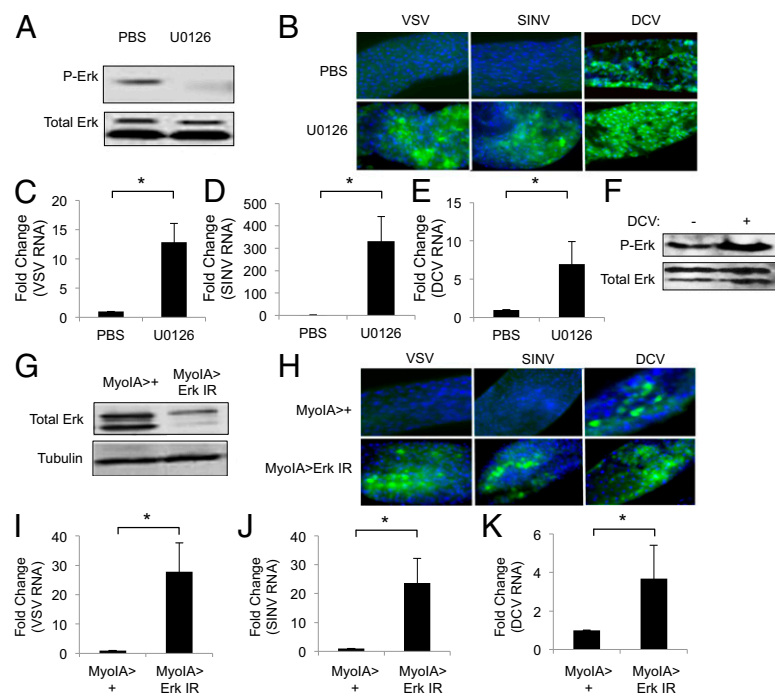 A
PBS U0126
P-Erk
Total Erk
B
VSV SINV DCV
PBS
U0126
C
Fold Change
(VSV RNA)
20
15
10
5
0
*
PBS U0126
D
Fold Change
(SINV RNA)
500
400
300
200
100
0
*
PBS U0126
E
Fold Change
(DCV RNA)
15
10
5
0
*
PBS U0126
F
DCV: - +
P-Erk
Total Erk
G
MyoIA>+ MyoIA>
Erk IR
Total Erk
Tubulin
H
VSV SINV DCV
MyoIA>+
MyoIA>Erk IR
I
Fold Change
(VSV RNA)
40
30
20
10
0
*
MyoIA> MyoIA>
+ Erk IR
J
Fold Change
(SINV RNA)
40
30
20
10
0
*
MyoIA> MyoIA>
+ Erk IR
K
Fold Change
(DCV RNA)
6
4
2
0
*
MyoIA> MyoIA>
+ Erk IR